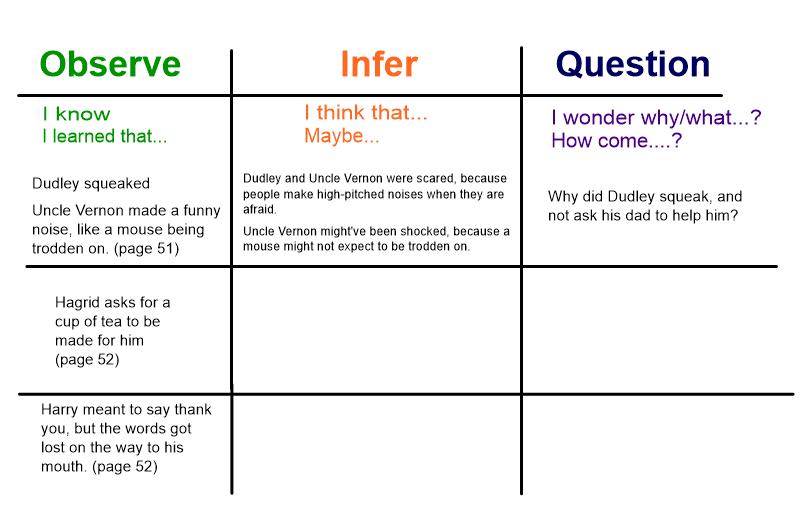 Observe
Infer
Question
I know
I learned that...
I think that...
Maybe...
I wonder why/what...?
How come....?
Dudley squeaked
Uncle Vernon made a funny
noise, like a mouse being
trodden on. (page 51)
Dudley and Uncle Vernon were scared, because
people make high-pitched noises when they are
afraid.
Uncle Vernon might've been shocked, because a
mouse might not expect to be trodden on.
Why did Dudley squeak, and
not ask his dad to help him?
Hagrid asks for a
cup of tea to be
made for him
(page 52)
Harry meant to say thank
you, but the words got
lost on the way to his
mouth. (page 52)